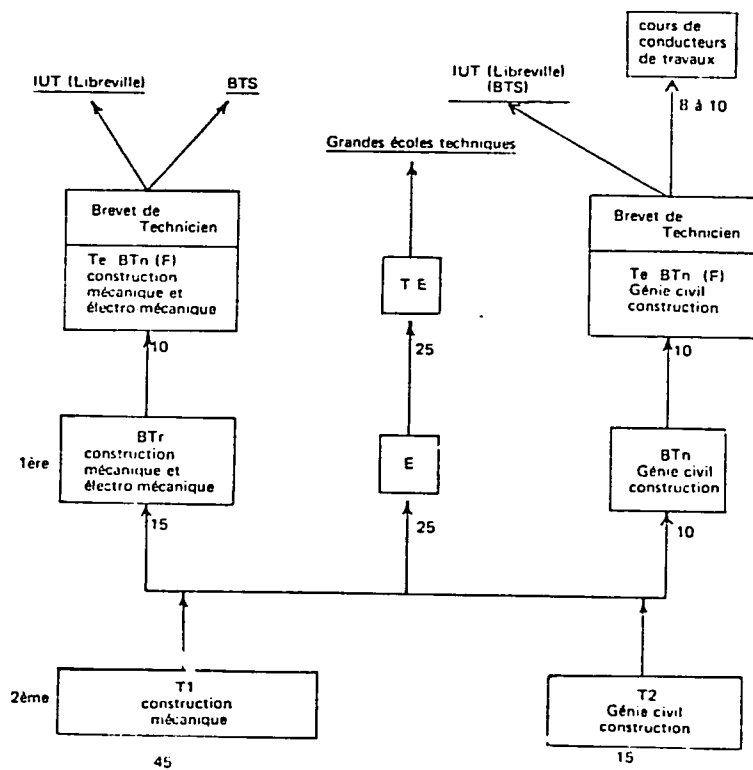 cours de
conducteurs
de travaux
IUT (Libreville)
BTS
IUT (Libreville)
(BTS)
8 à 10
Grandes écoles techniques
Brevet de
Technicien
Te BTn (F)
construction
mécanique et
électro mécanique
T E
Brevet de
Technicien
Te BTn (F)
Génie civil
construction
10
25
10
1ère
BTr
construction
mécanique et
électro mécanique
E
BTn
Génie civil
construction
15
25
10
2ème
T1
construction
mécanique
T2
Génie civil
construction
45
15